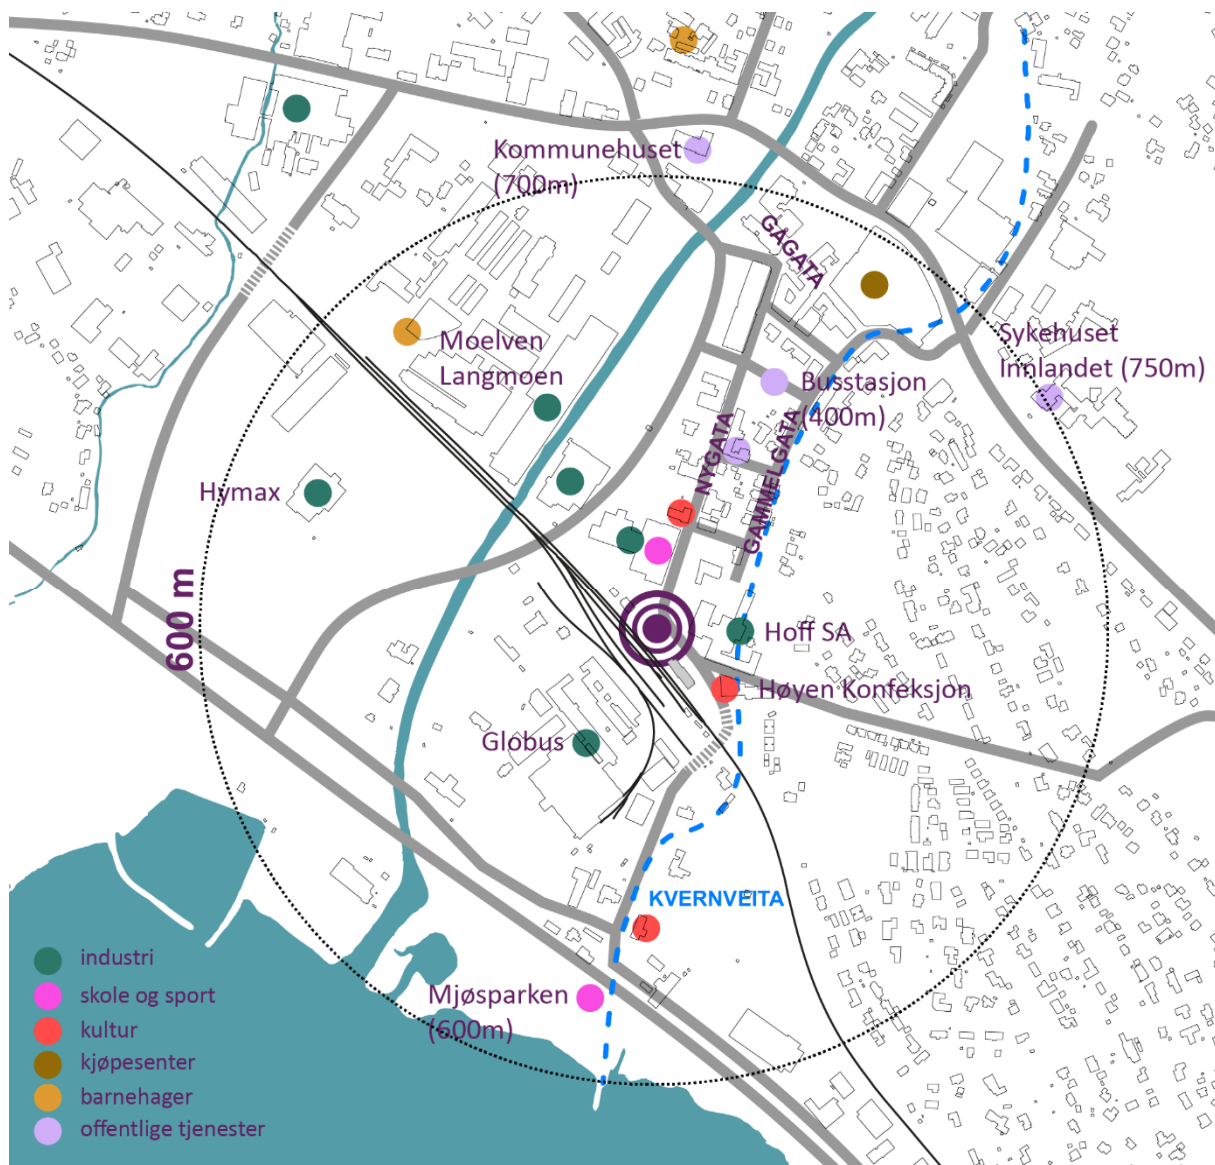 Kommunehuset
(700m)
GÅGATA
Moelven
Langmoen
Sykehuset
Innlandet (750m)
Busstasjon
(400m)
NYGATA
GAMMELGATA
Hymax
600 m
Hoff SA
Høyen Konfeksjon
Globus
KVERNVEITA
Mjøsparken
(600m)
industri
skole og sport
kultur
kjøpesenter
barnehager
offentlige tjenester